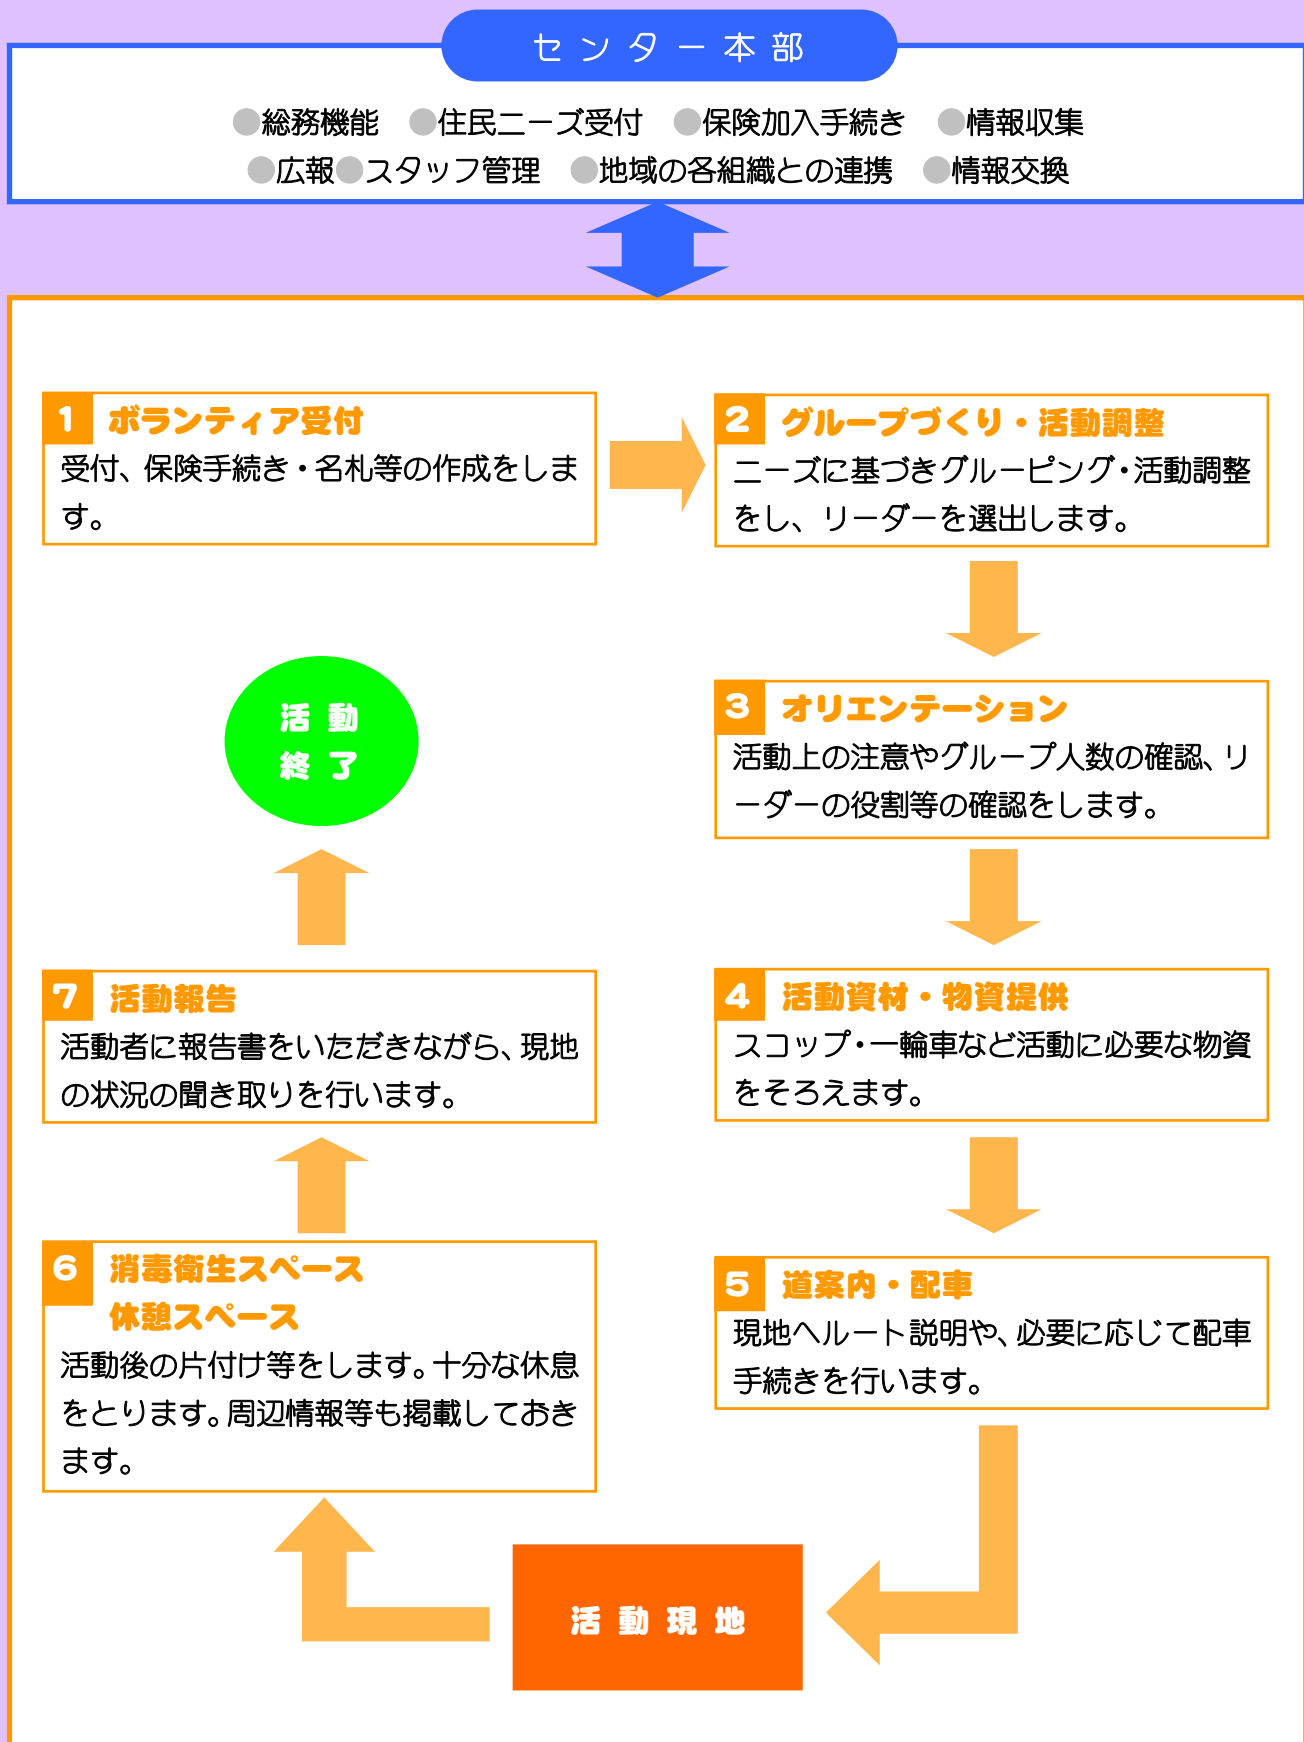 センター本部
●総務機能　●住民ニーズ受付　●保険加入手続き　●情報収集
●広報●スタッフ管理　●地域の各組織との連携　●情報交換
1 ボランティア受付
受付、保険手続き・名札等の作成をしま
す。
2 グループづくり・活動調整
ニーズに基づきグルーピング・活動調整
をし、リーダーを選出します。
3 オリエンテーション
活動上の注意やグループ人数の確認、リ
ーダーの役割等の確認をします。
4 活動資材・物資提供
スコップ・一輪車など活動に必要な物資
をそろえます。
5 道案内・配車
現地へルート説明や、必要に応じて配車
手続きを行います。
活動現地
6 消毒衛生スペース
休憩スペース
活動後の片付け等をします。十分な休息
をとります。周辺情報等も掲載しておき
ます。
7 活動報告
活動者に報告書をいただきながら、現地
の状況の聞き取りを行います。
活動
終了